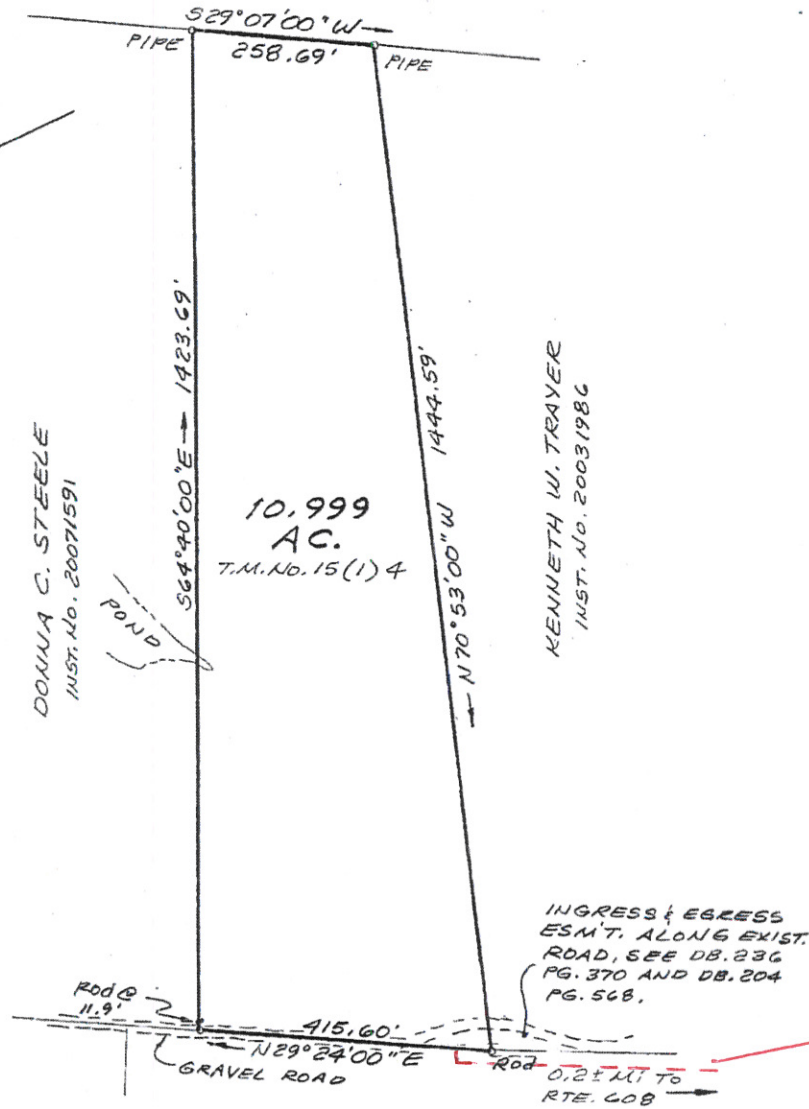 S29°07'00"W
PIPE
258.69'
PIPE
S64°40'00"E 1423.69'
1444.59'
N70°53'00"W
DONNA C. STEELE
INST. No. 20071591
10.999
AC.
T.M.No. 15(1)4
KENNETH W. TRAYER
INST. No. 20031986
POND
INGRESS & EGRESS
ESM'T. ALONG EXIST.
ROAD, SEE DB. 236
PG. 370 AND DB. 204
PG. 568.
Rod @
11.9'
415.60'
N29°24'00"E
GRAVEL ROAD
Rod
0.2± MI TO
RTE. 608